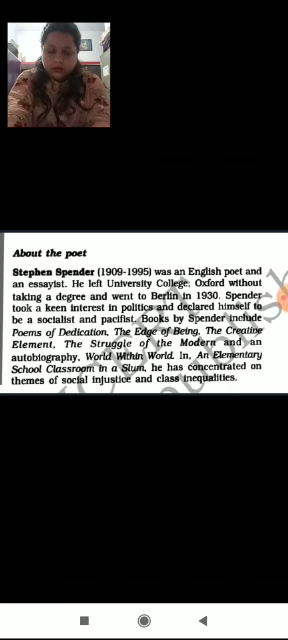 About the poet
Stephen Spender (1909-1995) was an English poet and
an essayist. He left University College, Oxford without
taking a degree and went to Berlin in 1930. Spender
took a keen interest in politics and declared himself to
be a socialist and pacifist. Books by Spender include
Poems of Dedication, The Edge of Being, The Creative
Element, The Struggle of the Modern and an
autobiography, World Within World. In, An Elementary
School Classroom in a Slum, he has concentrated on
themes of social injustice and class inequalities.